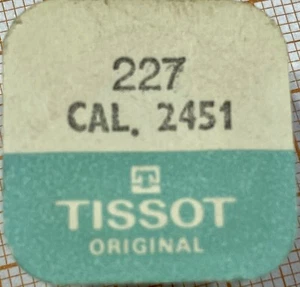 227
CAL. 2451
T
TISSOT
ORIGINAL